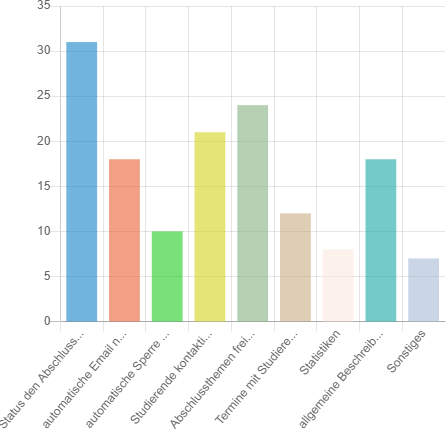 35
30
25
20
15
10
5
0
Status den Abschluss...
automatische Email n...
automatische Sperre ...
Studierende kontakti...
Abschlussthemen frei...
Termine mit Studiere...
Statistiken
allgemeine Beschreib...
Sonstiges